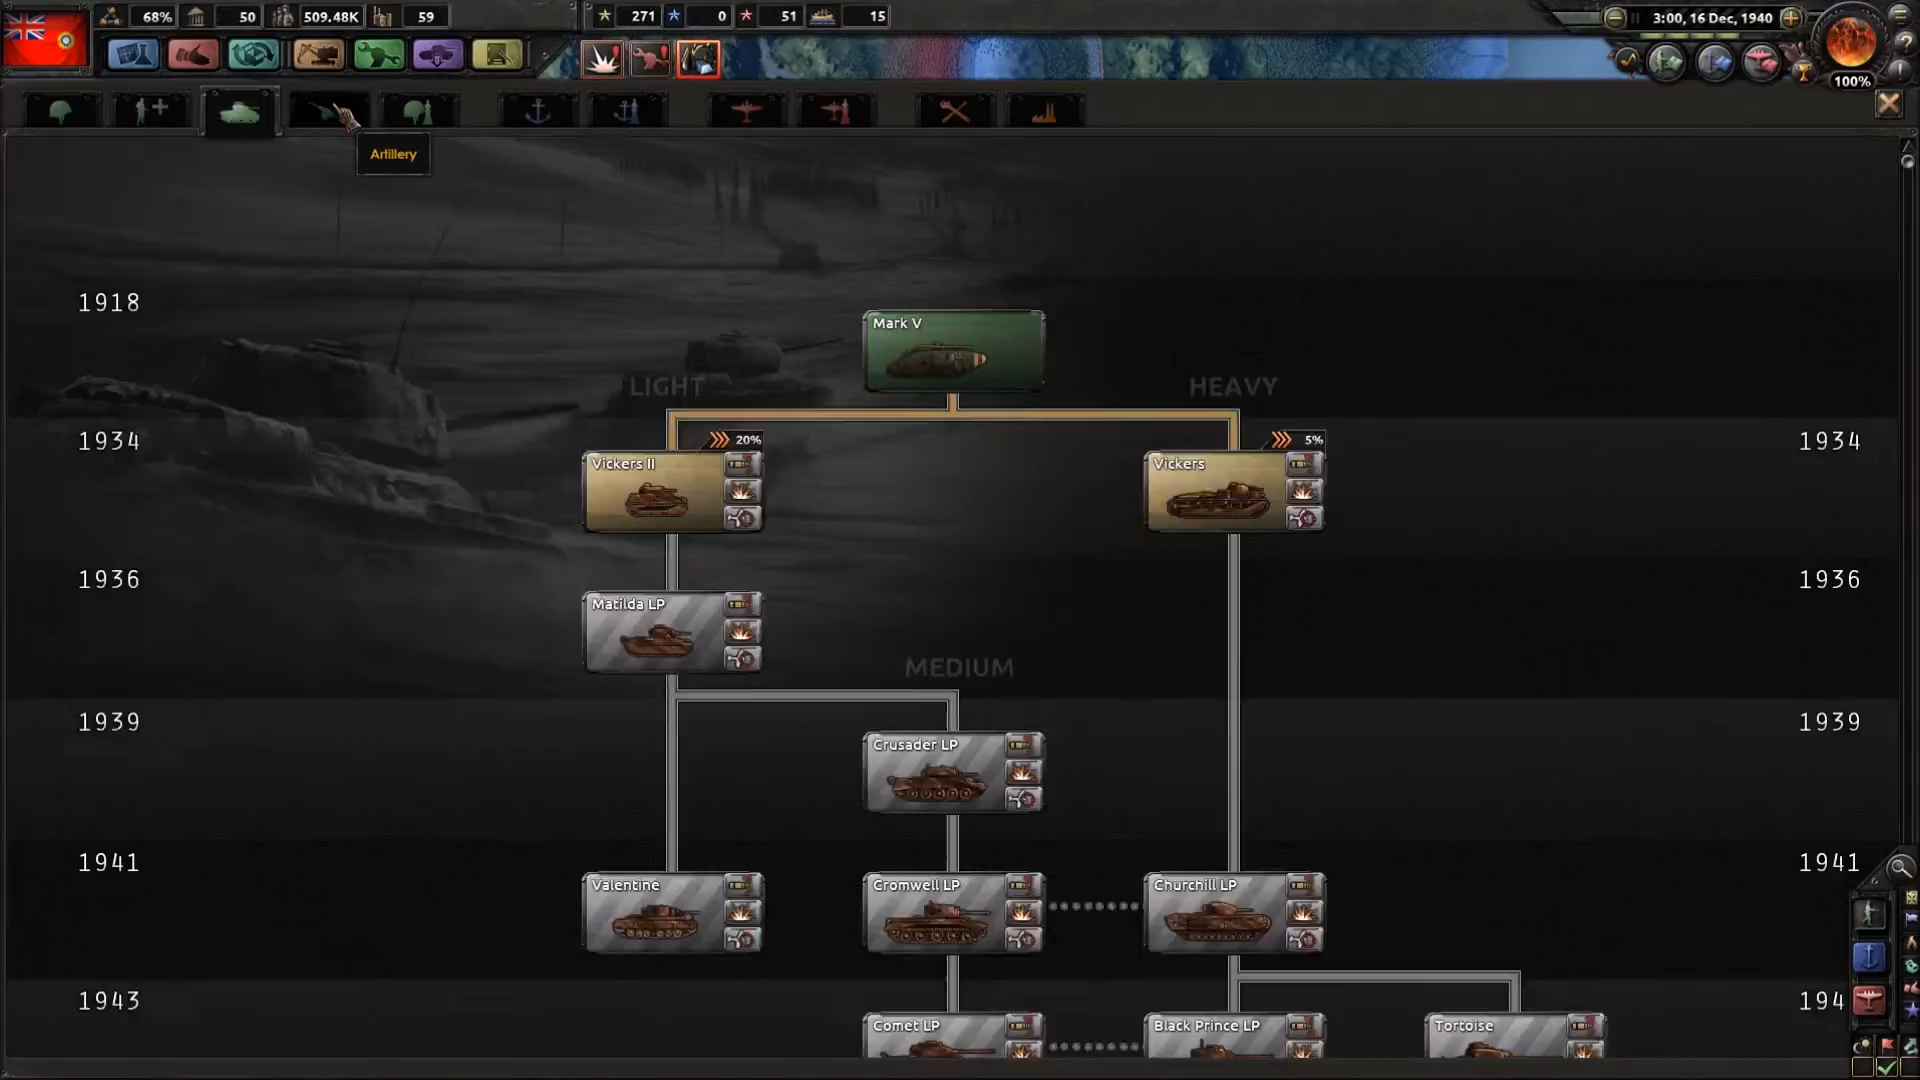 68%
50
509.48K
59
271
0
51
15
3:00, 16 Dec, 1940
100%
Artillery
1918
Mark V
LIGHT
HEAVY
1934
20%
5%
1934
Vickers II
Vickers
1936
1936
Matilda LP
MEDIUM
1939
1939
Crusader LP
1941
1941
Valentine
Cromwell LP
Churchill LP
1943
194
Comet LP
Black Prince LP
Tortoise